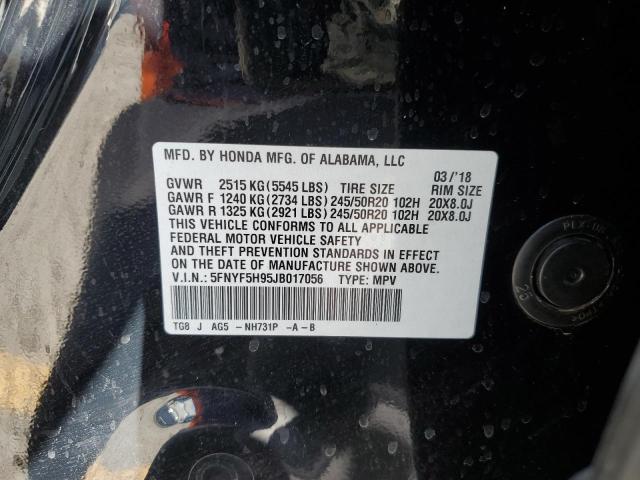 MFD. BY HONDA MFG. OF ALABAMA, LLC
03/'18
GVWR 2515 KG (5545 LBS) TIRE SIZE RIM SIZE
GAWR F 1240 KG (2734 LBS) 245/50R20 102H 20X8.0J
GAWR R 1325 KG (2921 LBS) 245/50R20 102H 20X8.0J
THIS VEHICLE CONFORMS TO ALL APPLICABLE
FEDERAL MOTOR VEHICLE SAFETY
AND THEFT PREVENTION STANDARDS IN EFFECT
ON THE DATE OF MANUFACTURE SHOWN ABOVE.
V.I.N.: 5FNYF5H95JB017056 TYPE: MPV
TG8 J AG5 -NH731P -A-B
25